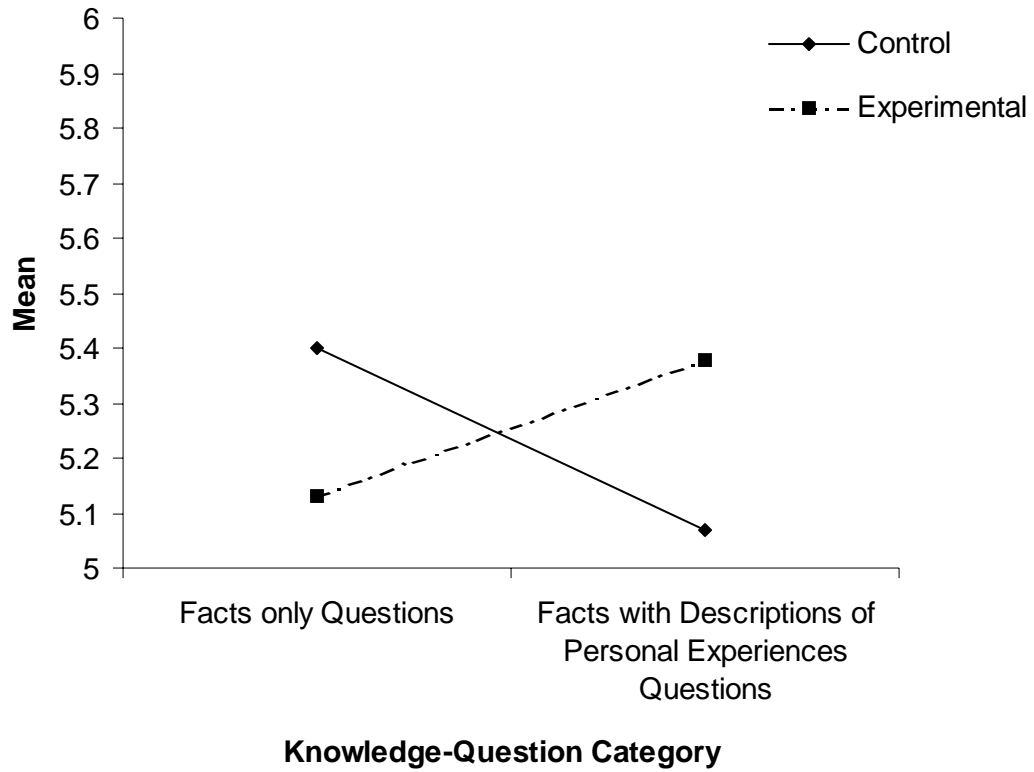 6
5.9
5.8
5.7
5.6
5.5
5.4
5.3
5.2
5.1
5
Mean
Control
Experimental
Facts only Questions
Facts with Descriptions of
Personal Experiences
Questions
Knowledge-Question Category